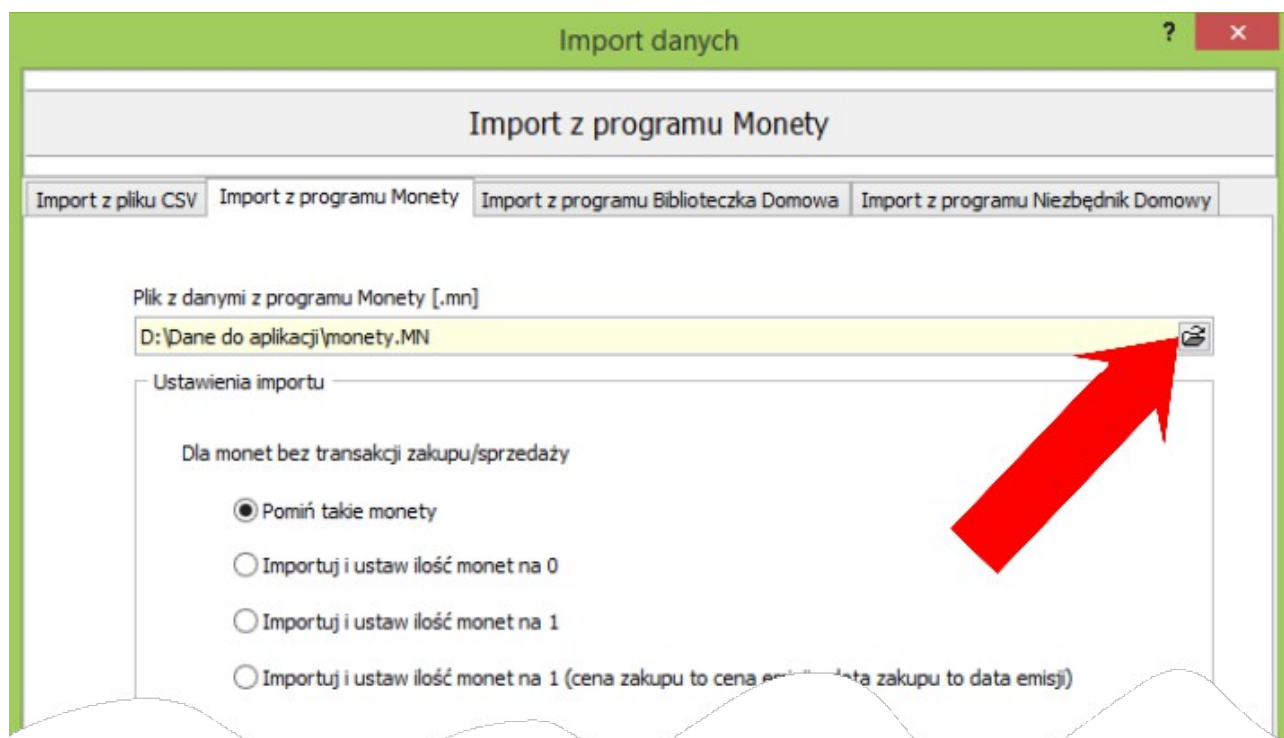 Import danych
?
Import z programu Monety
Import z pliku CSV
Import z programu Monety
Import z programu Biblioteczka Domowa
Import z programu Niezbędnik Domowy
Plik z danymi z programu Monety [.mn]
D:\Dane do aplikacji\monety.MN
Ustawienia importu
Dla monet bez transakcji zakupu/sprzedaży
Pomiń takie monety
Importuj i ustaw ilość monet na 0
Importuj i ustaw ilość monet na 1
Importuj i ustaw ilość monet na 1 (cena zakupu to cena zakupu to data emisji)